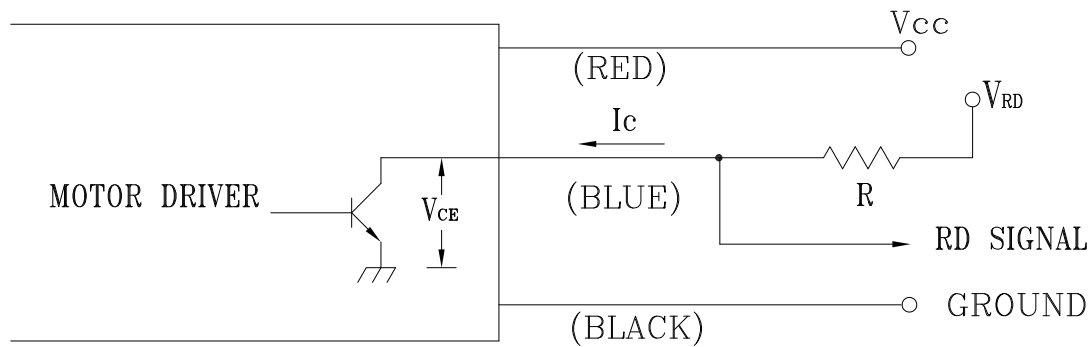 Vcc
(RED)
VRD
Ic
MOTOR DRIVER
VCE
(BLUE)
R
RD SIGNAL
GROUND
(BLACK)